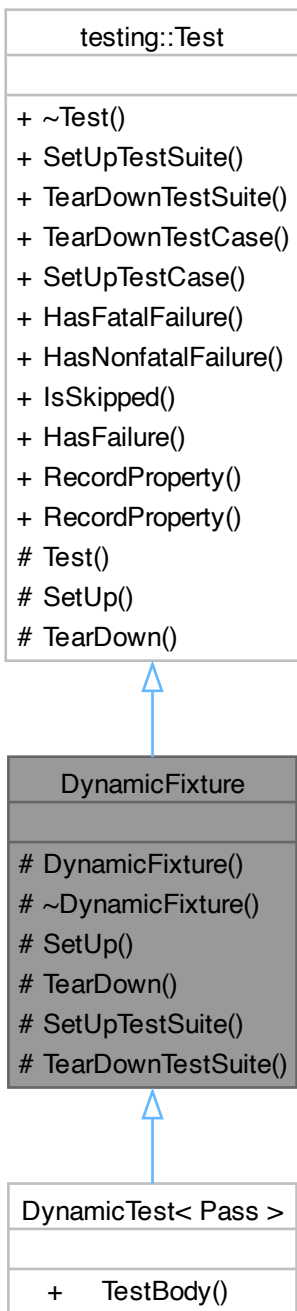 testing::Test
+ ~Test()
+ SetUpTestSuite()
+ TearDownTestSuite()
+ TearDownTestCase()
+ SetUpTestCase()
+ HasFatalFailure()
+ HasNonfatalFailure()
+ IsSkipped()
+ HasFailure()
+ RecordProperty()
+ RecordProperty()
# Test()
# SetUp()
# TearDown()
DynamicFixture
# DynamicFixture()
# ~DynamicFixture()
# SetUp()
# TearDown()
# SetUpTestSuite()
# TearDownTestSuite()
DynamicTest< Pass >
+ TestBody()